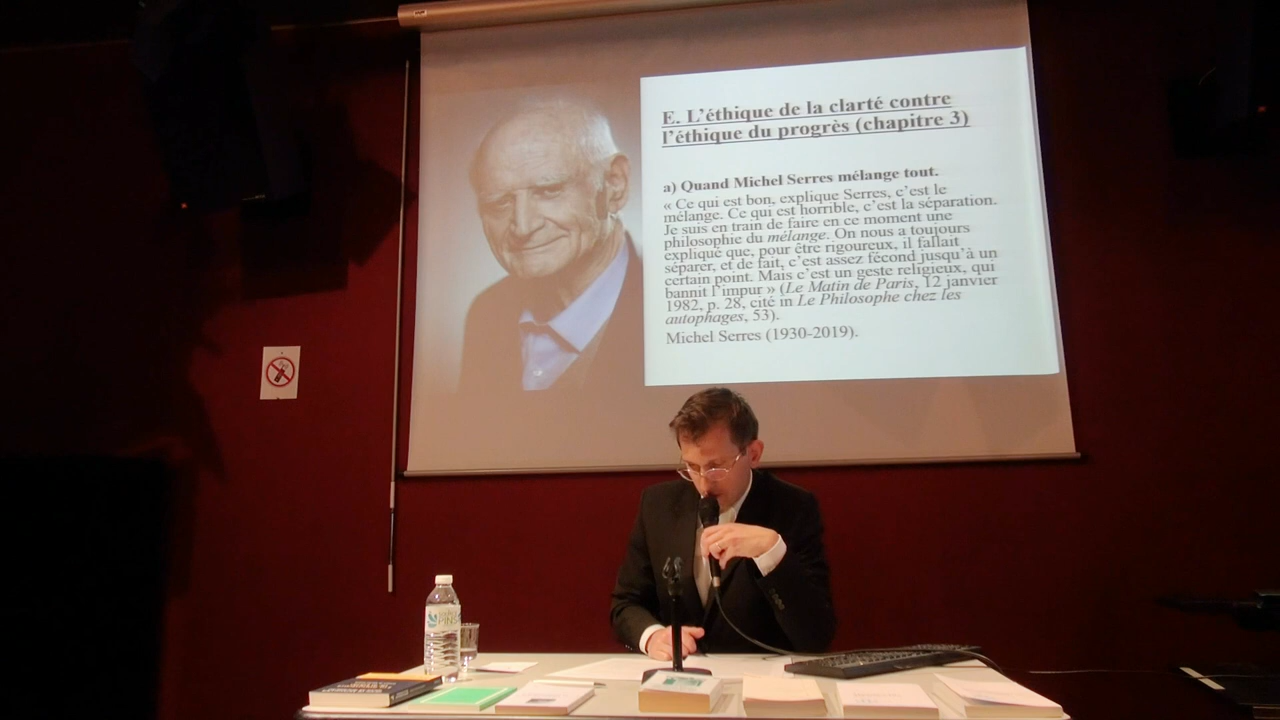 E. L'éthique de la clarté contre
l'éthique du progrès (chapitre 3)
a) Quand Michel Serres mélange tout.
« Ce qui est bon, explique Serres, c'est le
mélange. Ce qui est horrible, c'est la séparation.
Je suis en train de faire en ce moment une
philosophie du mélange. On nous a toujours
expliqué que, pour être rigoureux, il fallait
séparer, et de fait, c'est assez fécond jusqu'à un
certain point. Mais c'est un geste religieux, qui
bannit l'impur » (Le Matin de Paris, 12 janvier
1982, p. 28, cité in Le Philosophe chez les
autophages, 53).
Michel Serres (1930-2019).